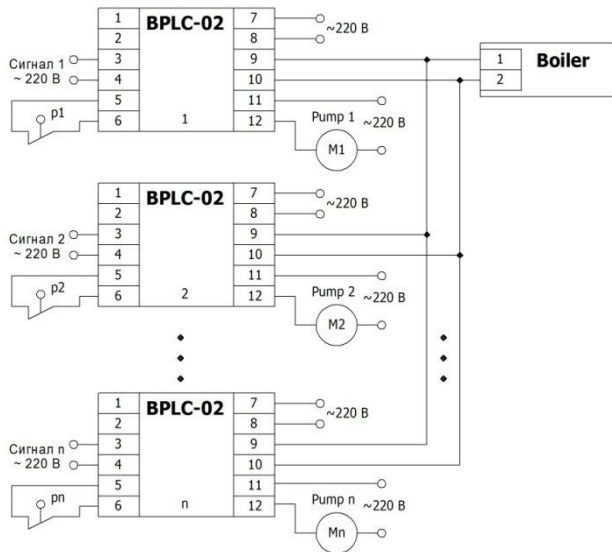 1 BPLC-02 7
2 8 ~220 В
Сигнал 1 3 9
~ 220 В 4 10
5 11
p1 6 1 12 Pump 1 ~220 В
M1
1 Boiler
2
1 BPLC-02 7
2 8 ~220 В
Сигнал 2 3 9
~ 220 В 4 10
5 11
p2 6 2 12 Pump 2 ~220 В
M2
1 BPLC-02 7
2 8 ~220 В
Сигнал n 3 9
~ 220 В 4 10
5 11
pn 6 n 12 Pump n ~220 В
Mn